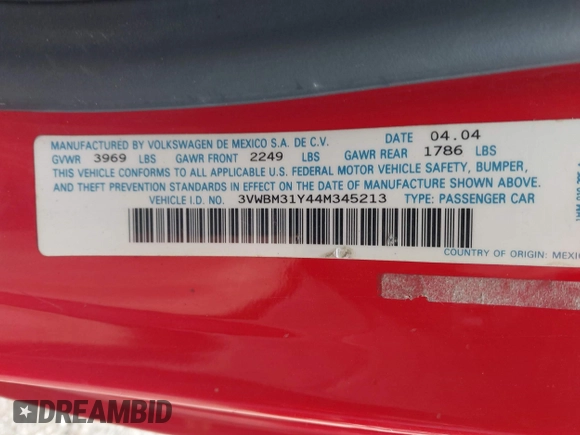 MANUFACTURED BY VOLKSWAGEN DE MEXICO S.A. DE C.V. DATE 04.04
GVWR 3969 LBS GAWR FRONT 2249 LBS GAWR REAR 1786 LBS
THIS VEHICLE CONFORMS TO ALL APPLICABLE U.S. FEDERAL MOTOR VEHICLE SAFETY, BUMPER,
AND THEFT PREVENTION STANDARDS IN EFFECT ON THE DATE OF MANUFACTURE SHOWN ABOVE.
VEHICLE I.D. NO. 3VWBM31Y44M345213 TYPE: PASSENGER CAR
COUNTRY OF ORIGIN: MEXIC
DREAMBID